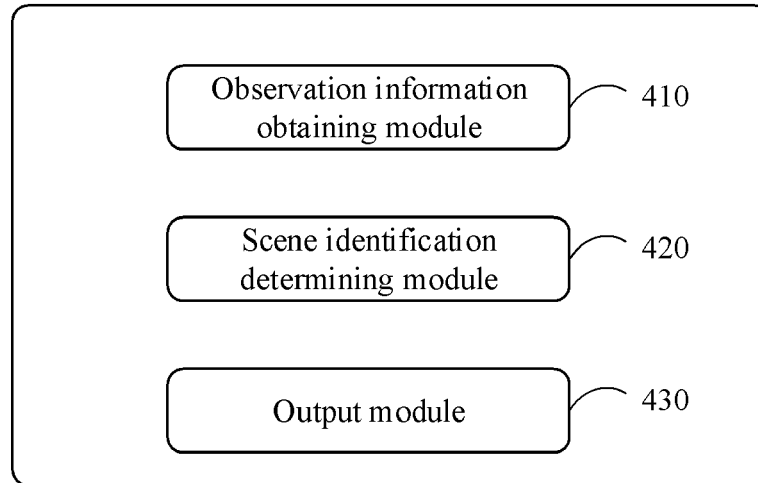 Observation information
obtaining module
410
Scene identification
determining module
420
Output module
430